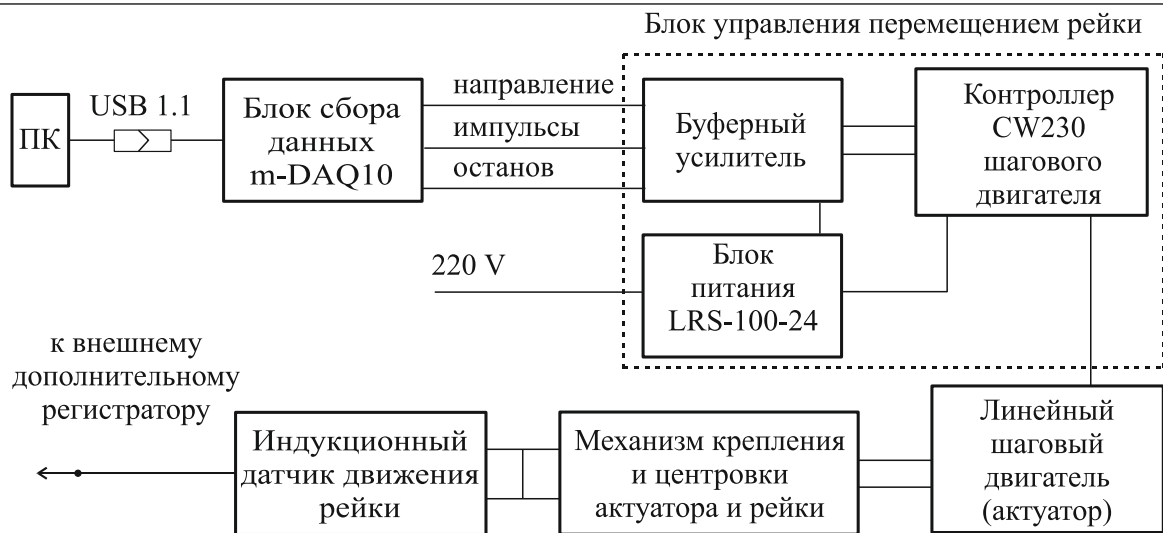 Блок управления перемещением рейки
ПК
USB 1.1
Блок сбора
данных
m-DAQ10
направление
импульсы
останов
Буферный
усилитель
Контроллер
CW230
шагового
двигателя
220 V
Блок
питания
LRS-100-24
к внешнему
дополнительному
регистратору
Индукционный
датчик движения
рейки
Механизм крепления
и центровки
актуатора и рейки
Линейный
шаговый
двигатель
(актуатор)